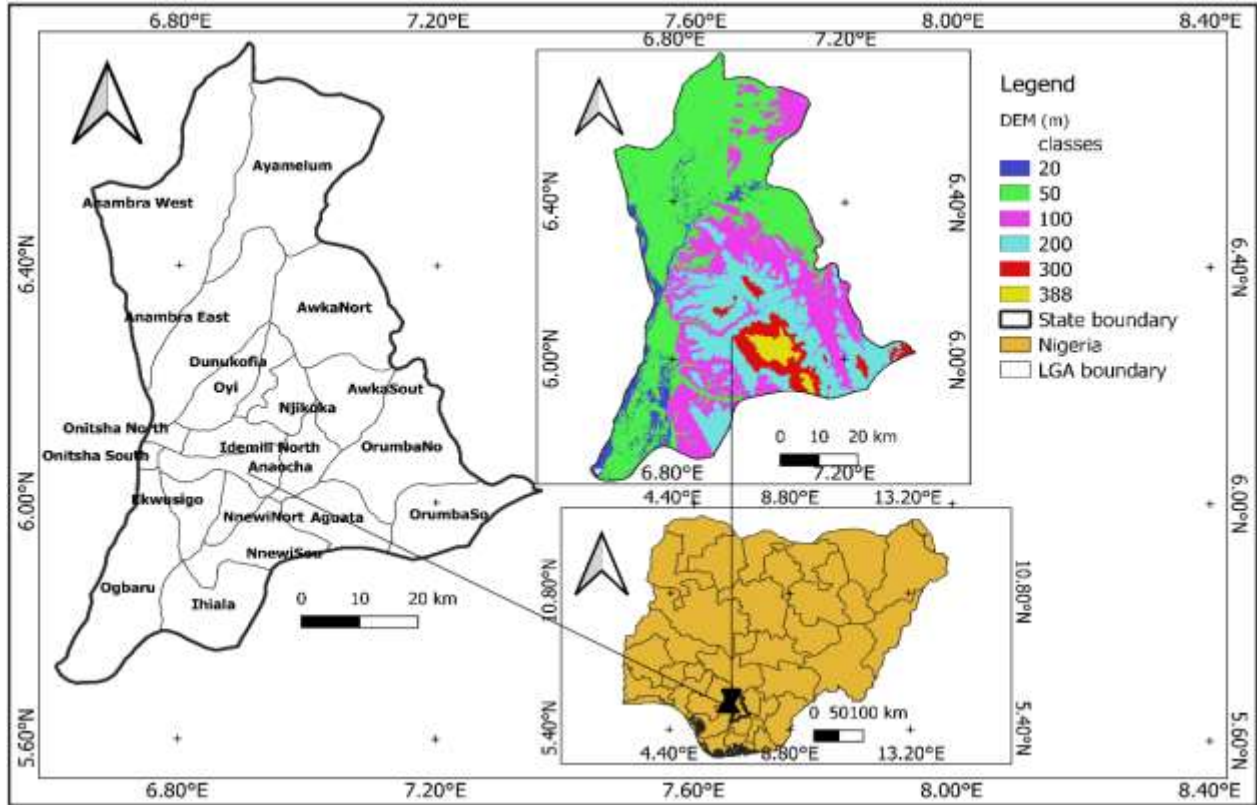 6.80°E 7.20°E 7.60°E 8.00°E 8.40°E
6.80°E 7.20°E
Legend
DEM (m)
classes
20
50
100
200
300
388
State boundary
Nigeria
LGA boundary
Ayamelum
Anambra West
6.40°N
6.40°N
6.40°N
6.40°N
Anambra East
AwkaNort
Dunukofia
Oyi
AwkaSout
Njikoka
6.00°N
6.00°N
Onitsha North
Onitsha South
Idemili North
OrumbaNo
Anaocha
0 10 20 km
6.80°E 7.20°E
4.40°E 8.80°E 13.20°E
6.00°N
6.00°N
Ekwusigo
NnewiNort
Aguata
OrumbaSo
NnewiSou
Ogbaru
Ihiala
0 10 20 km
10.80°N
10.80°N
0 50100 km
5.40°N
5.40°N
4.40°E 8.80°E 13.20°E
5.60°N
5.60°N
6.80°E 7.20°E 7.60°E 8.00°E 8.40°E